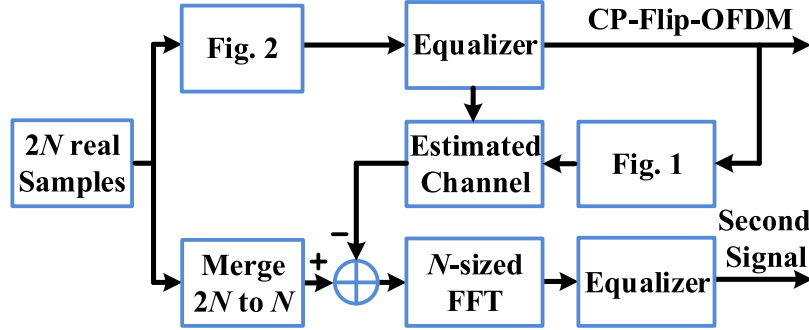 CP-Flip-OFDM
Fig. 2
Equalizer
2N real
Samples
Estimated
Channel
Fig. 1
Second
Signal
Merge
2N to N
+
−
N-sized
FFT
Equalizer